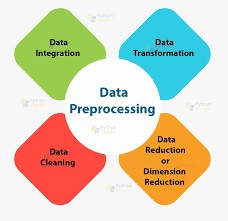 Data
Integration
Data
Transformation
Data
Preprocessing
Data
Cleaning
Data
Reduction
or
Dimension
Reduction